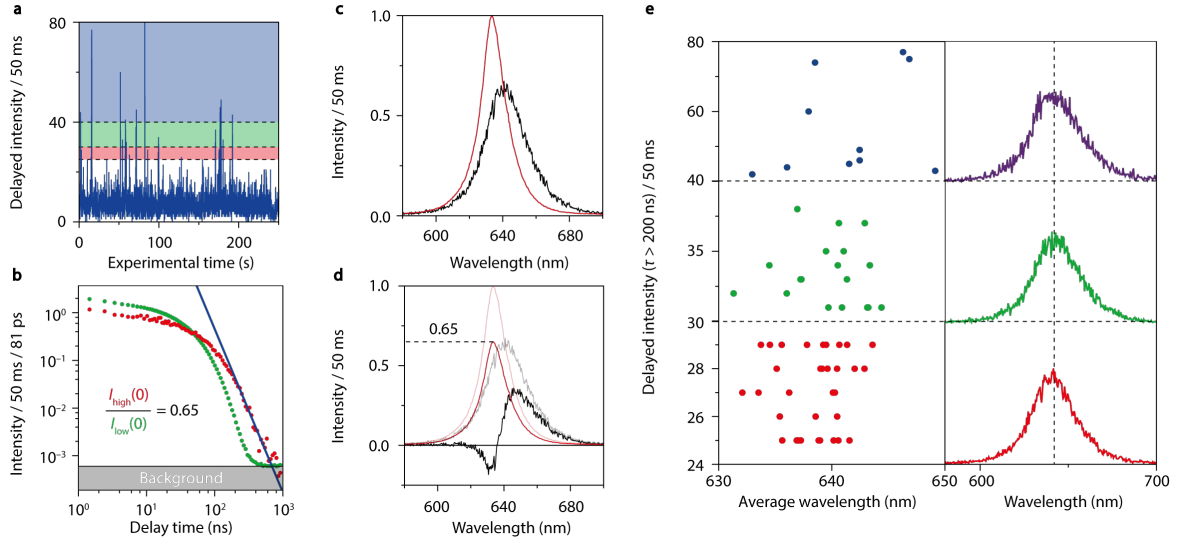 a
80
40
0
Delayed intensity / 50 ms
0 100 200
Experimental time (s)
b
10⁰
10⁻¹
10⁻²
10⁻³
Intensity / 50 ms / 81 ps
I_high(0)
I_low(0)
= 0.65
Background
10⁰ 10¹ 10² 10³
Delay time (ns)
c
1.0
0.5
0.0
Intensity / 50 ms
600 640 680
Wavelength (nm)
d
1.0
0.65
0.5
0.0
Intensity / 50 ms
600 640 680
Wavelength (nm)
e
80
60
40
35
30
28
26
24
Delayed intensity (τ > 200 ns) / 50 ms
630 640 650 600 700
Average wavelength (nm) Wavelength (nm)